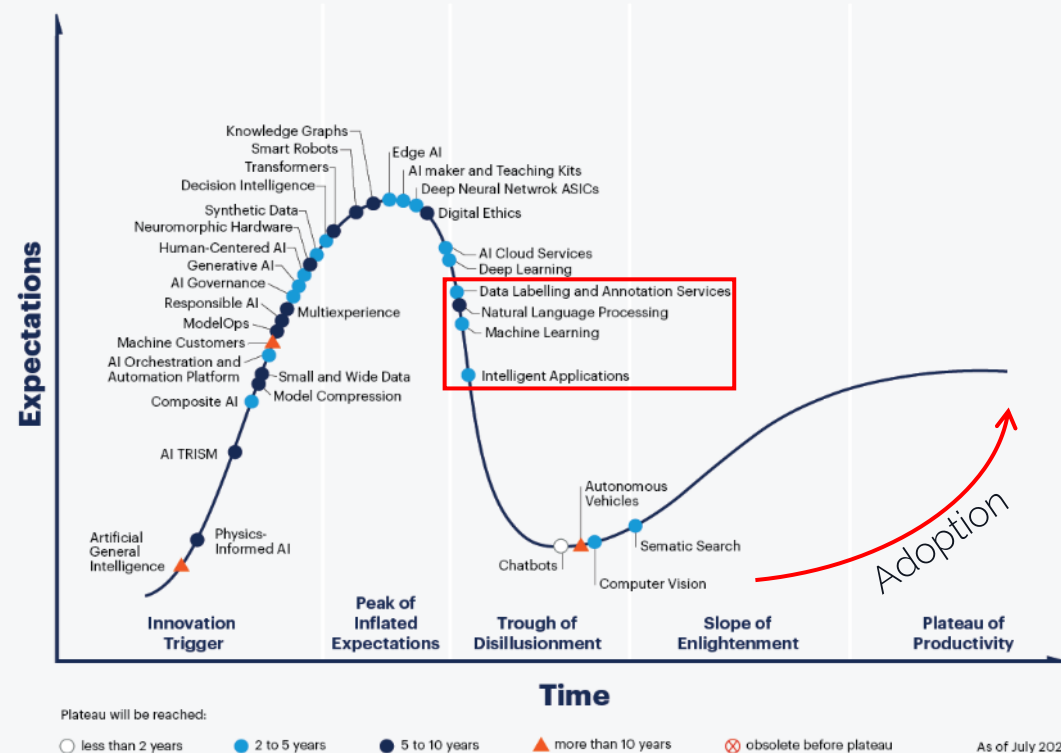 Expectations
Knowledge Graphs
Smart Robots
Transformers
Decision Intelligence
Synthetic Data
Neuromorphic Hardware
Human-Centered AI
Generative AI
AI Governance
Responsible AI
Multiexperience
ModelOps
Machine Customers
AI Orchestration and
Automation Platform
Small and Wide Data
Model Compression
Composite AI
AI TRISM
Physics-
Informed AI
Artificial
General
Intelligence
Edge AI
AI maker and Teaching Kits
Deep Neural Netwrok ASICs
Digital Ethics
AI Cloud Services
Deep Learning
Data Labelling and Annotation Services
Natural Language Processing
Machine Learning
Intelligent Applications
Autonomous
Vehicles
Chatbots
Sematic Search
Computer Vision
Adoption
Innovation
Trigger
Peak of
Inflated
Expectations
Trough of
Disillusionment
Slope of
Enlightenment
Plateau of
Productivity
Time
Plateau will be reached:
less than 2 years
2 to 5 years
5 to 10 years
more than 10 years
obsolete before plateau
As of July